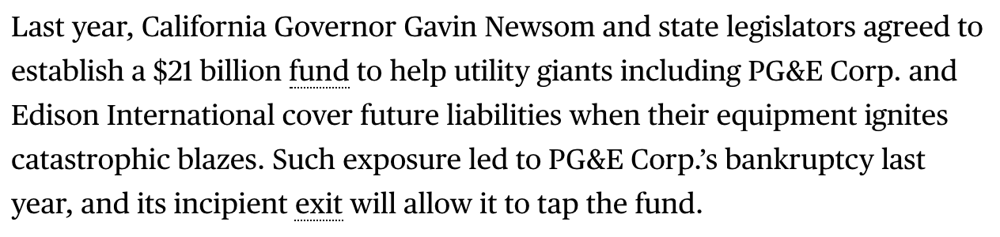 Last year, California Governor Gavin Newsom and state legislators agreed to
establish a $21 billion fund to help utility giants including PG&E Corp. and
Edison International cover future liabilities when their equipment ignites
catastrophic blazes. Such exposure led to PG&E Corp.’s bankruptcy last
year, and its incipient exit will allow it to tap the fund.